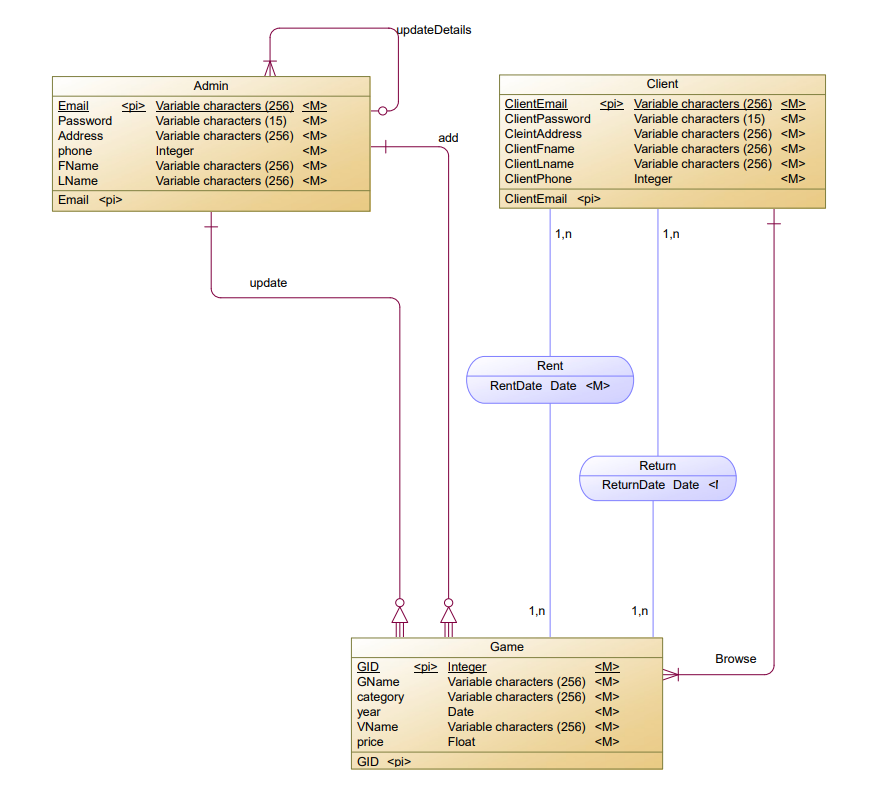 updateDetails
Admin
Email <pi> Variable characters (256) <M>
Password Variable characters (15) <M>
Address Variable characters (256) <M>
phone Integer <M>
FName Variable characters (256) <M>
LName Variable characters (256) <M>
Email <pi>
Client
ClientEmail <pi> Variable characters (256) <M>
ClientPassword Variable characters (15) <M>
CleintAddress Variable characters (256) <M>
ClientFname Variable characters (256) <M>
ClientLname Variable characters (256) <M>
ClientPhone Integer <M>
ClientEmail <pi>
add
1,n
1,n
update
Rent
RentDate Date <M>
Return
ReturnDate Date
1,n
1,n
Browse
Game
GID <pi> Integer <M>
GName Variable characters (256) <M>
category Variable characters (256) <M>
year Date <M>
VName Variable characters (256) <M>
price Float <M>
GID <pi>